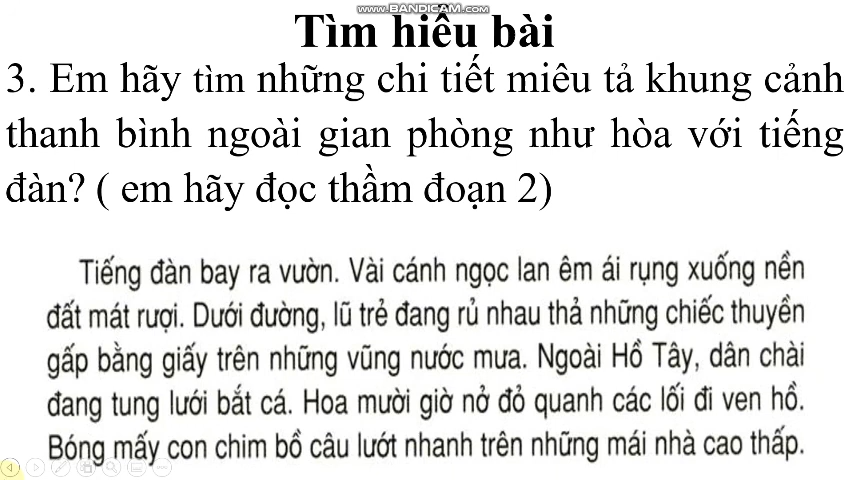 www.BANDICAM.com
Tìm hiểu bài
3. Em hãy tìm những chi tiết miêu tả khung cảnh
thanh bình ngoài gian phòng như hòa với tiếng
đàn? ( em hãy đọc thầm đoạn 2)
Tiếng đàn bay ra vườn. Vài cánh ngọc lan êm ái rụng xuống nền
đất mát rượi. Dưới đường, lũ trẻ đang rủ nhau thả những chiếc thuyền
gấp bằng giấy trên những vũng nước mưa. Ngoài Hồ Tây, dân chài
đang tung lưới bắt cá. Hoa mười giờ nở đỏ quanh các lối đi ven hồ.
Bóng mấy con chim bồ câu lướt nhanh trên những mái nhà cao thấp.